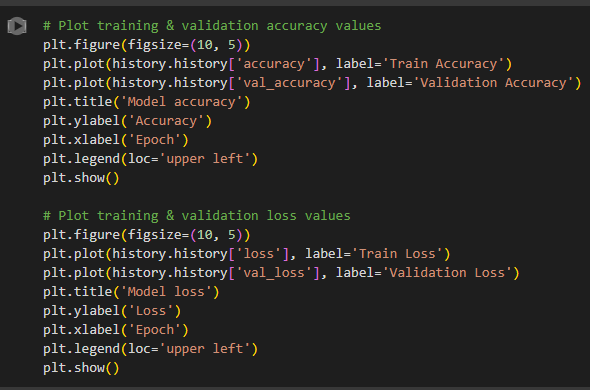 # Plot training & validation accuracy values
plt.figure(figsize=(10, 5))
plt.plot(history.history['accuracy'], label='Train Accuracy')
plt.plot(history.history['val_accuracy'], label='Validation Accuracy')
plt.title('Model accuracy')
plt.ylabel('Accuracy')
plt.xlabel('Epoch')
plt.legend(loc='upper left')
plt.show()

# Plot training & validation loss values
plt.figure(figsize=(10, 5))
plt.plot(history.history['loss'], label='Train Loss')
plt.plot(history.history['val_loss'], label='Validation Loss')
plt.title('Model loss')
plt.ylabel('Loss')
plt.xlabel('Epoch')
plt.legend(loc='upper left')
plt.show()